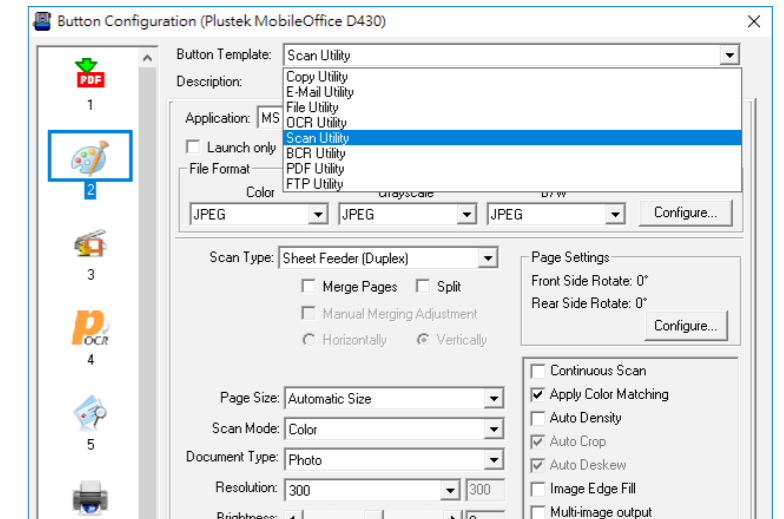 Button Configuration (Plustek MobileOffice D430)
Button Template: Scan Utility
Description:
Copy Utility
E-Mail Utility
File Utility
OCR Utility
Scan Utility
BCR Utility
PDF Utility
FTP Utility
PDF
1
2
3
OCR
4
5
Application: MS
Launch only
File Format
Color
JPEG JPEG JPEG Configure...
Scan Type: Sheet Feeder (Duplex)
Merge Pages Split
Manual Merging Adjustment
Horizontally Vertically
Page Settings
Front Side Rotate: 0°
Rear Side Rotate: 0°
Configure...
Page Size: Automatic Size
Scan Mode: Color
Document Type: Photo
Resolution: 300 300
Brightness: 0
Continuous Scan
Apply Color Matching
Auto Density
Auto Crop
Auto Deskew
Image Edge Fill
Multi-image output